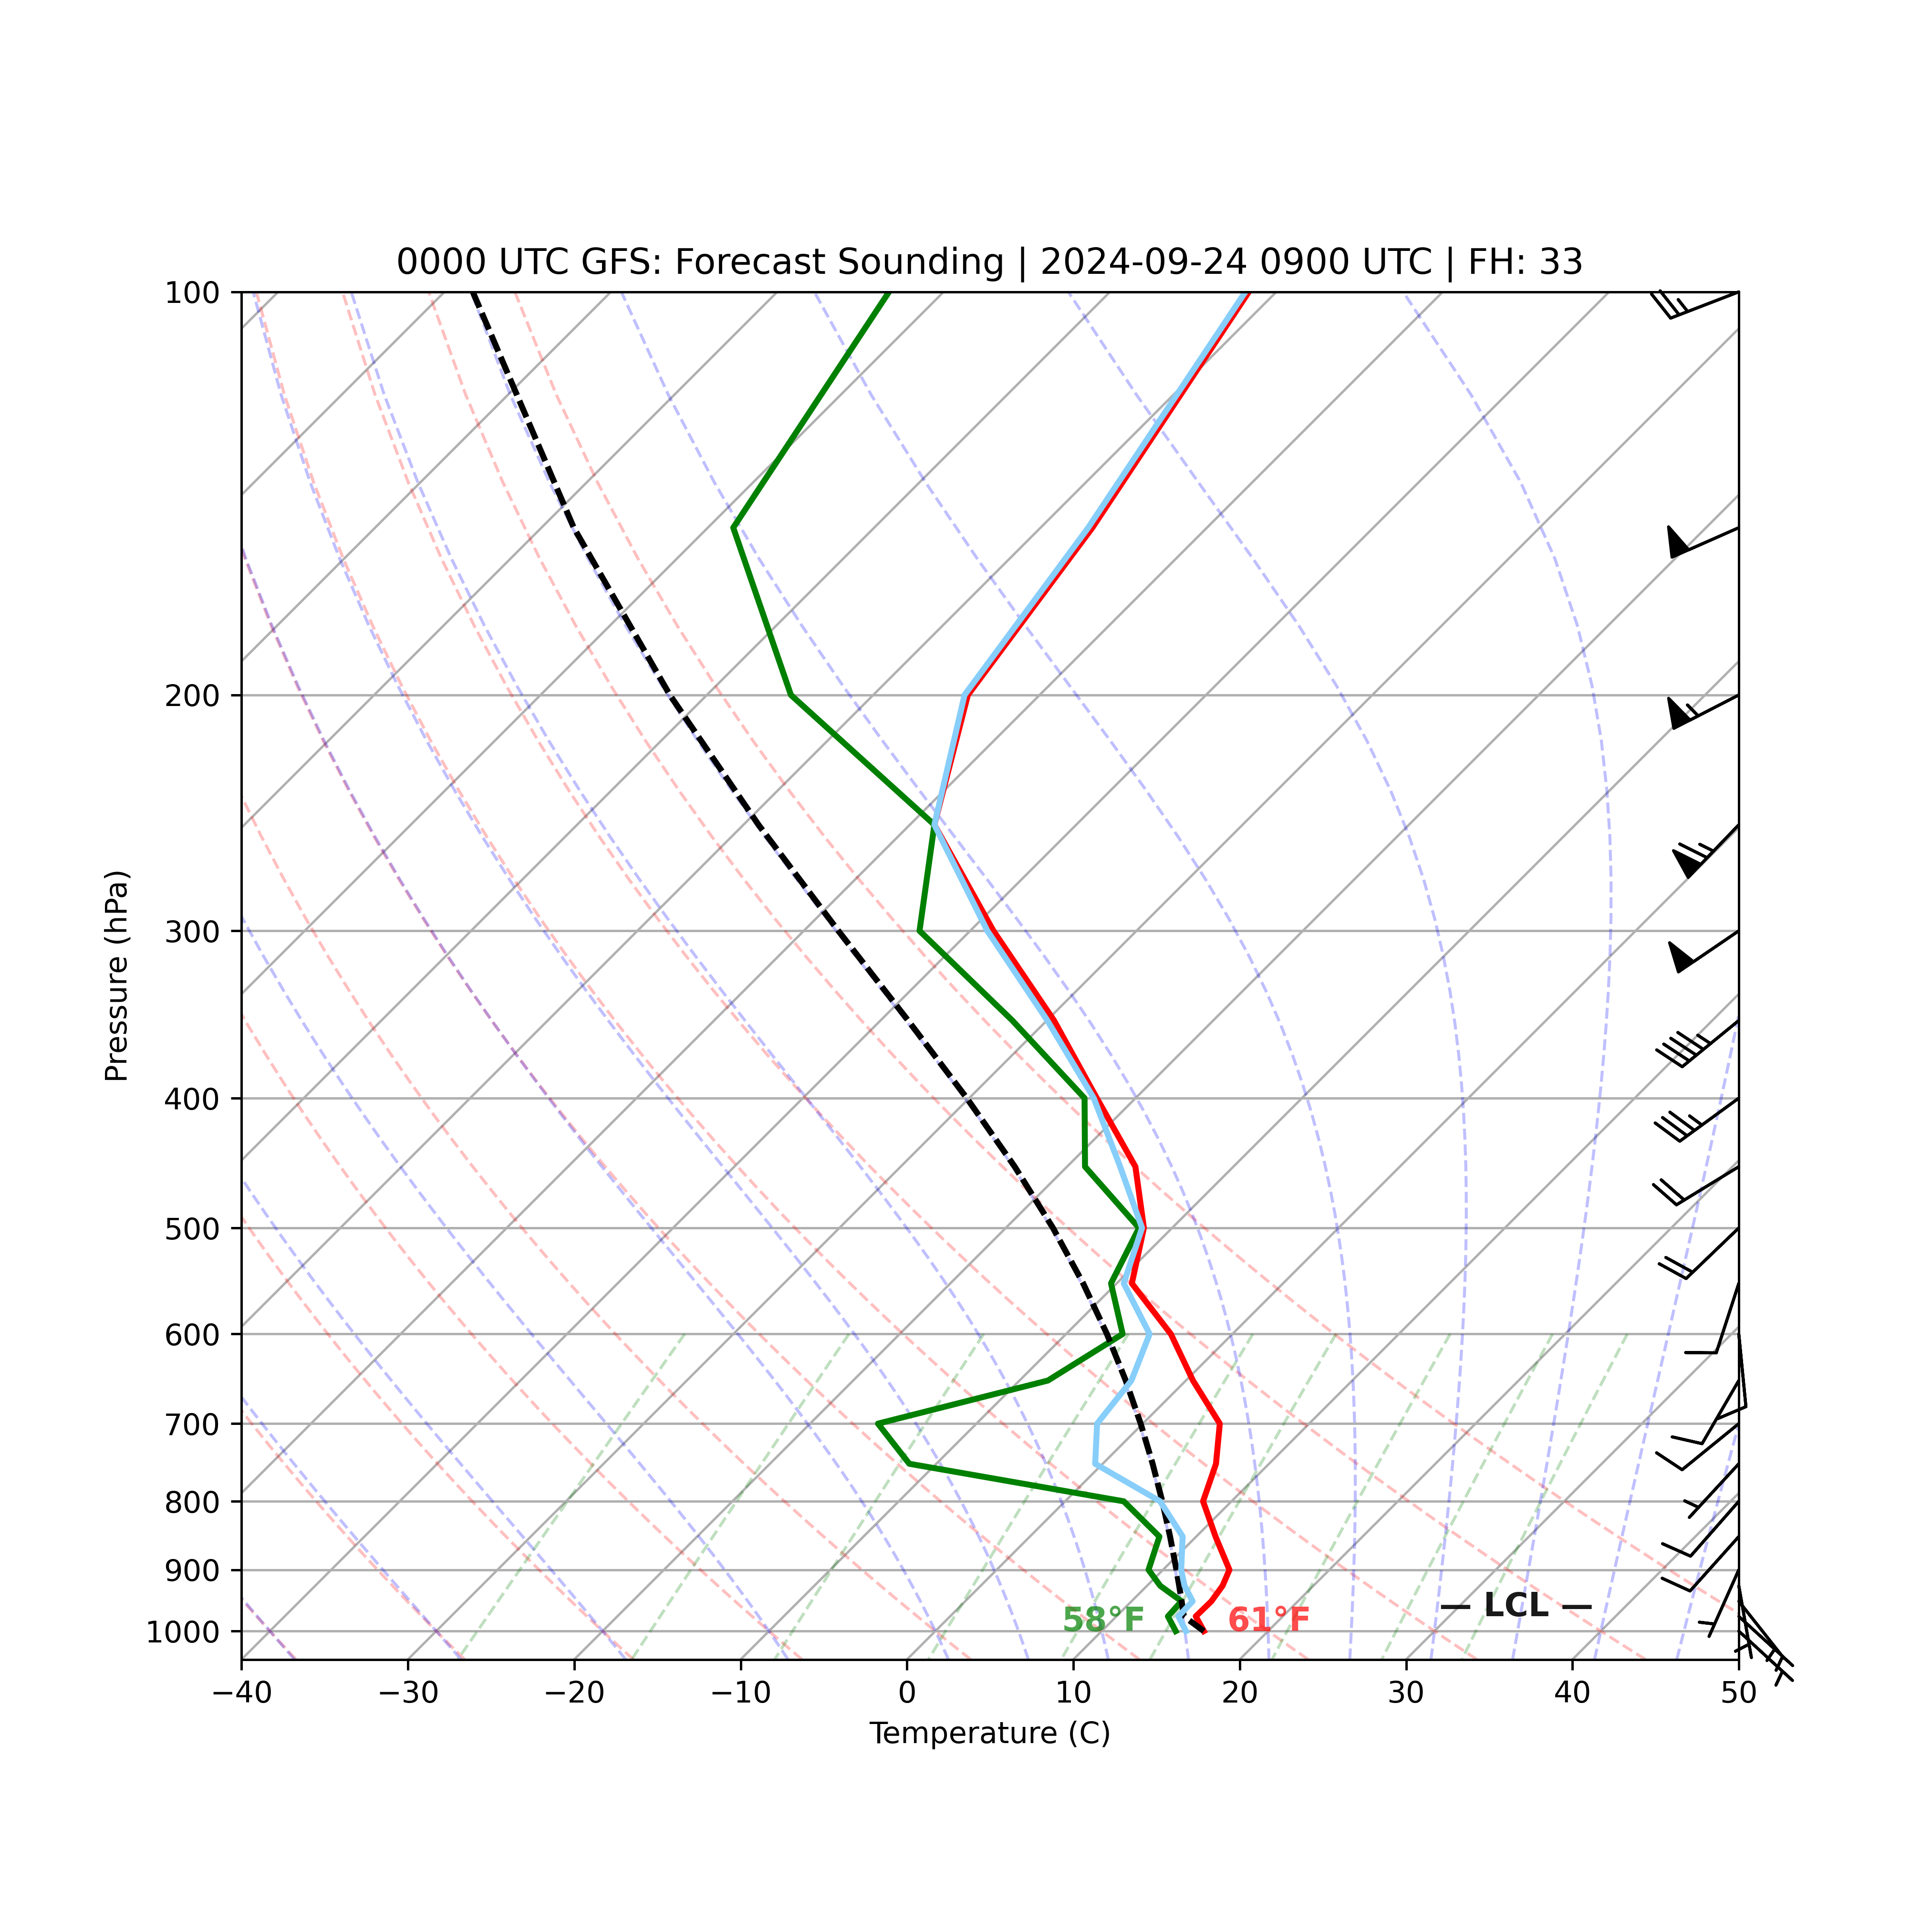 0000 UTC GFS: Forecast Sounding | 2024-09-24 0900 UTC | FH: 33
100
200
300
400
500
600
700
800
900
1000
Pressure (hPa)
58°F
61°F
— LCL —
−40 −30 −20 −10 0 10 20 30 40 50
Temperature (C)